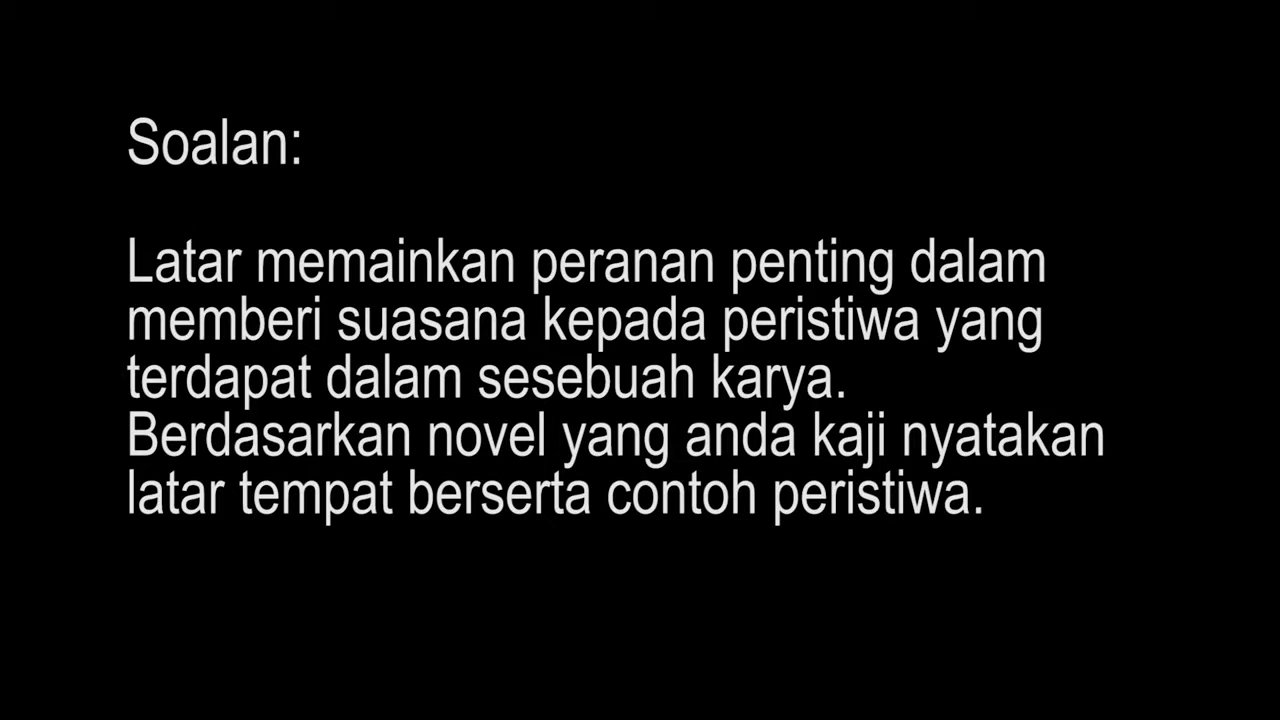 Soalan:
Latar memainkan peranan penting dalam
memberi suasana kepada peristiwa yang
terdapat dalam sesebuah karya.
Berdasarkan novel yang anda kaji nyatakan
latar tempat berserta contoh peristiwa.